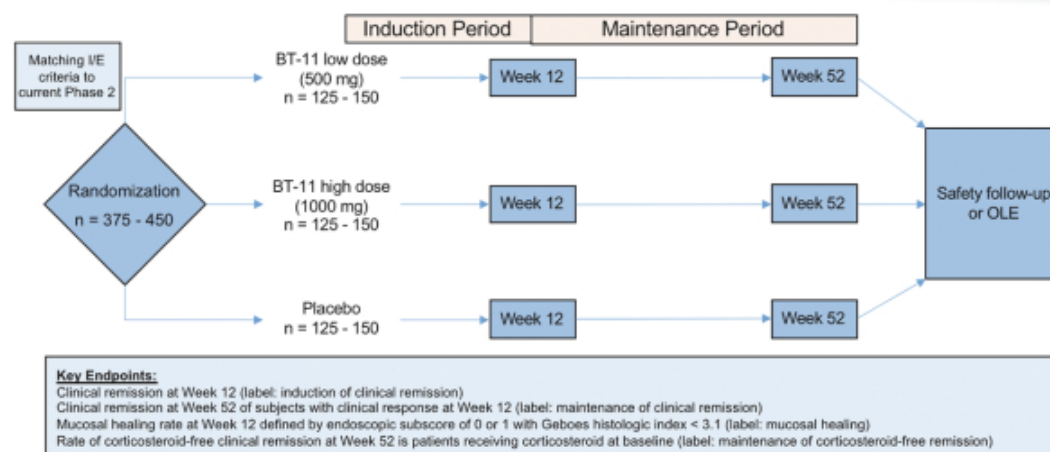 Induction Period
Maintenance Period
Matching I/E
criteria to
current Phase 2
BT-11 low dose
(500 mg)
n = 125 - 150
Week 12
Week 52
Randomization
n = 375 - 450
BT-11 high dose
(1000 mg)
n = 125 - 150
Week 12
Week 52
Safety follow-up
or OLE
Placebo
n = 125 - 150
Week 12
Week 52
Key Endpoints:
Clinical remission at Week 12 (label: induction of clinical remission)
Clinical remission at Week 52 of subjects with clinical response at Week 12 (label: maintenance of clinical remission)
Mucosal healing rate at Week 12 defined by endoscopic subscore of 0 or 1 with Geboes histologic index < 3.1 (label: mucosal healing)
Rate of corticosteroid-free clinical remission at Week 52 is patients receiving corticosteroid at baseline (label: maintenance of corticosteroid-free remission)